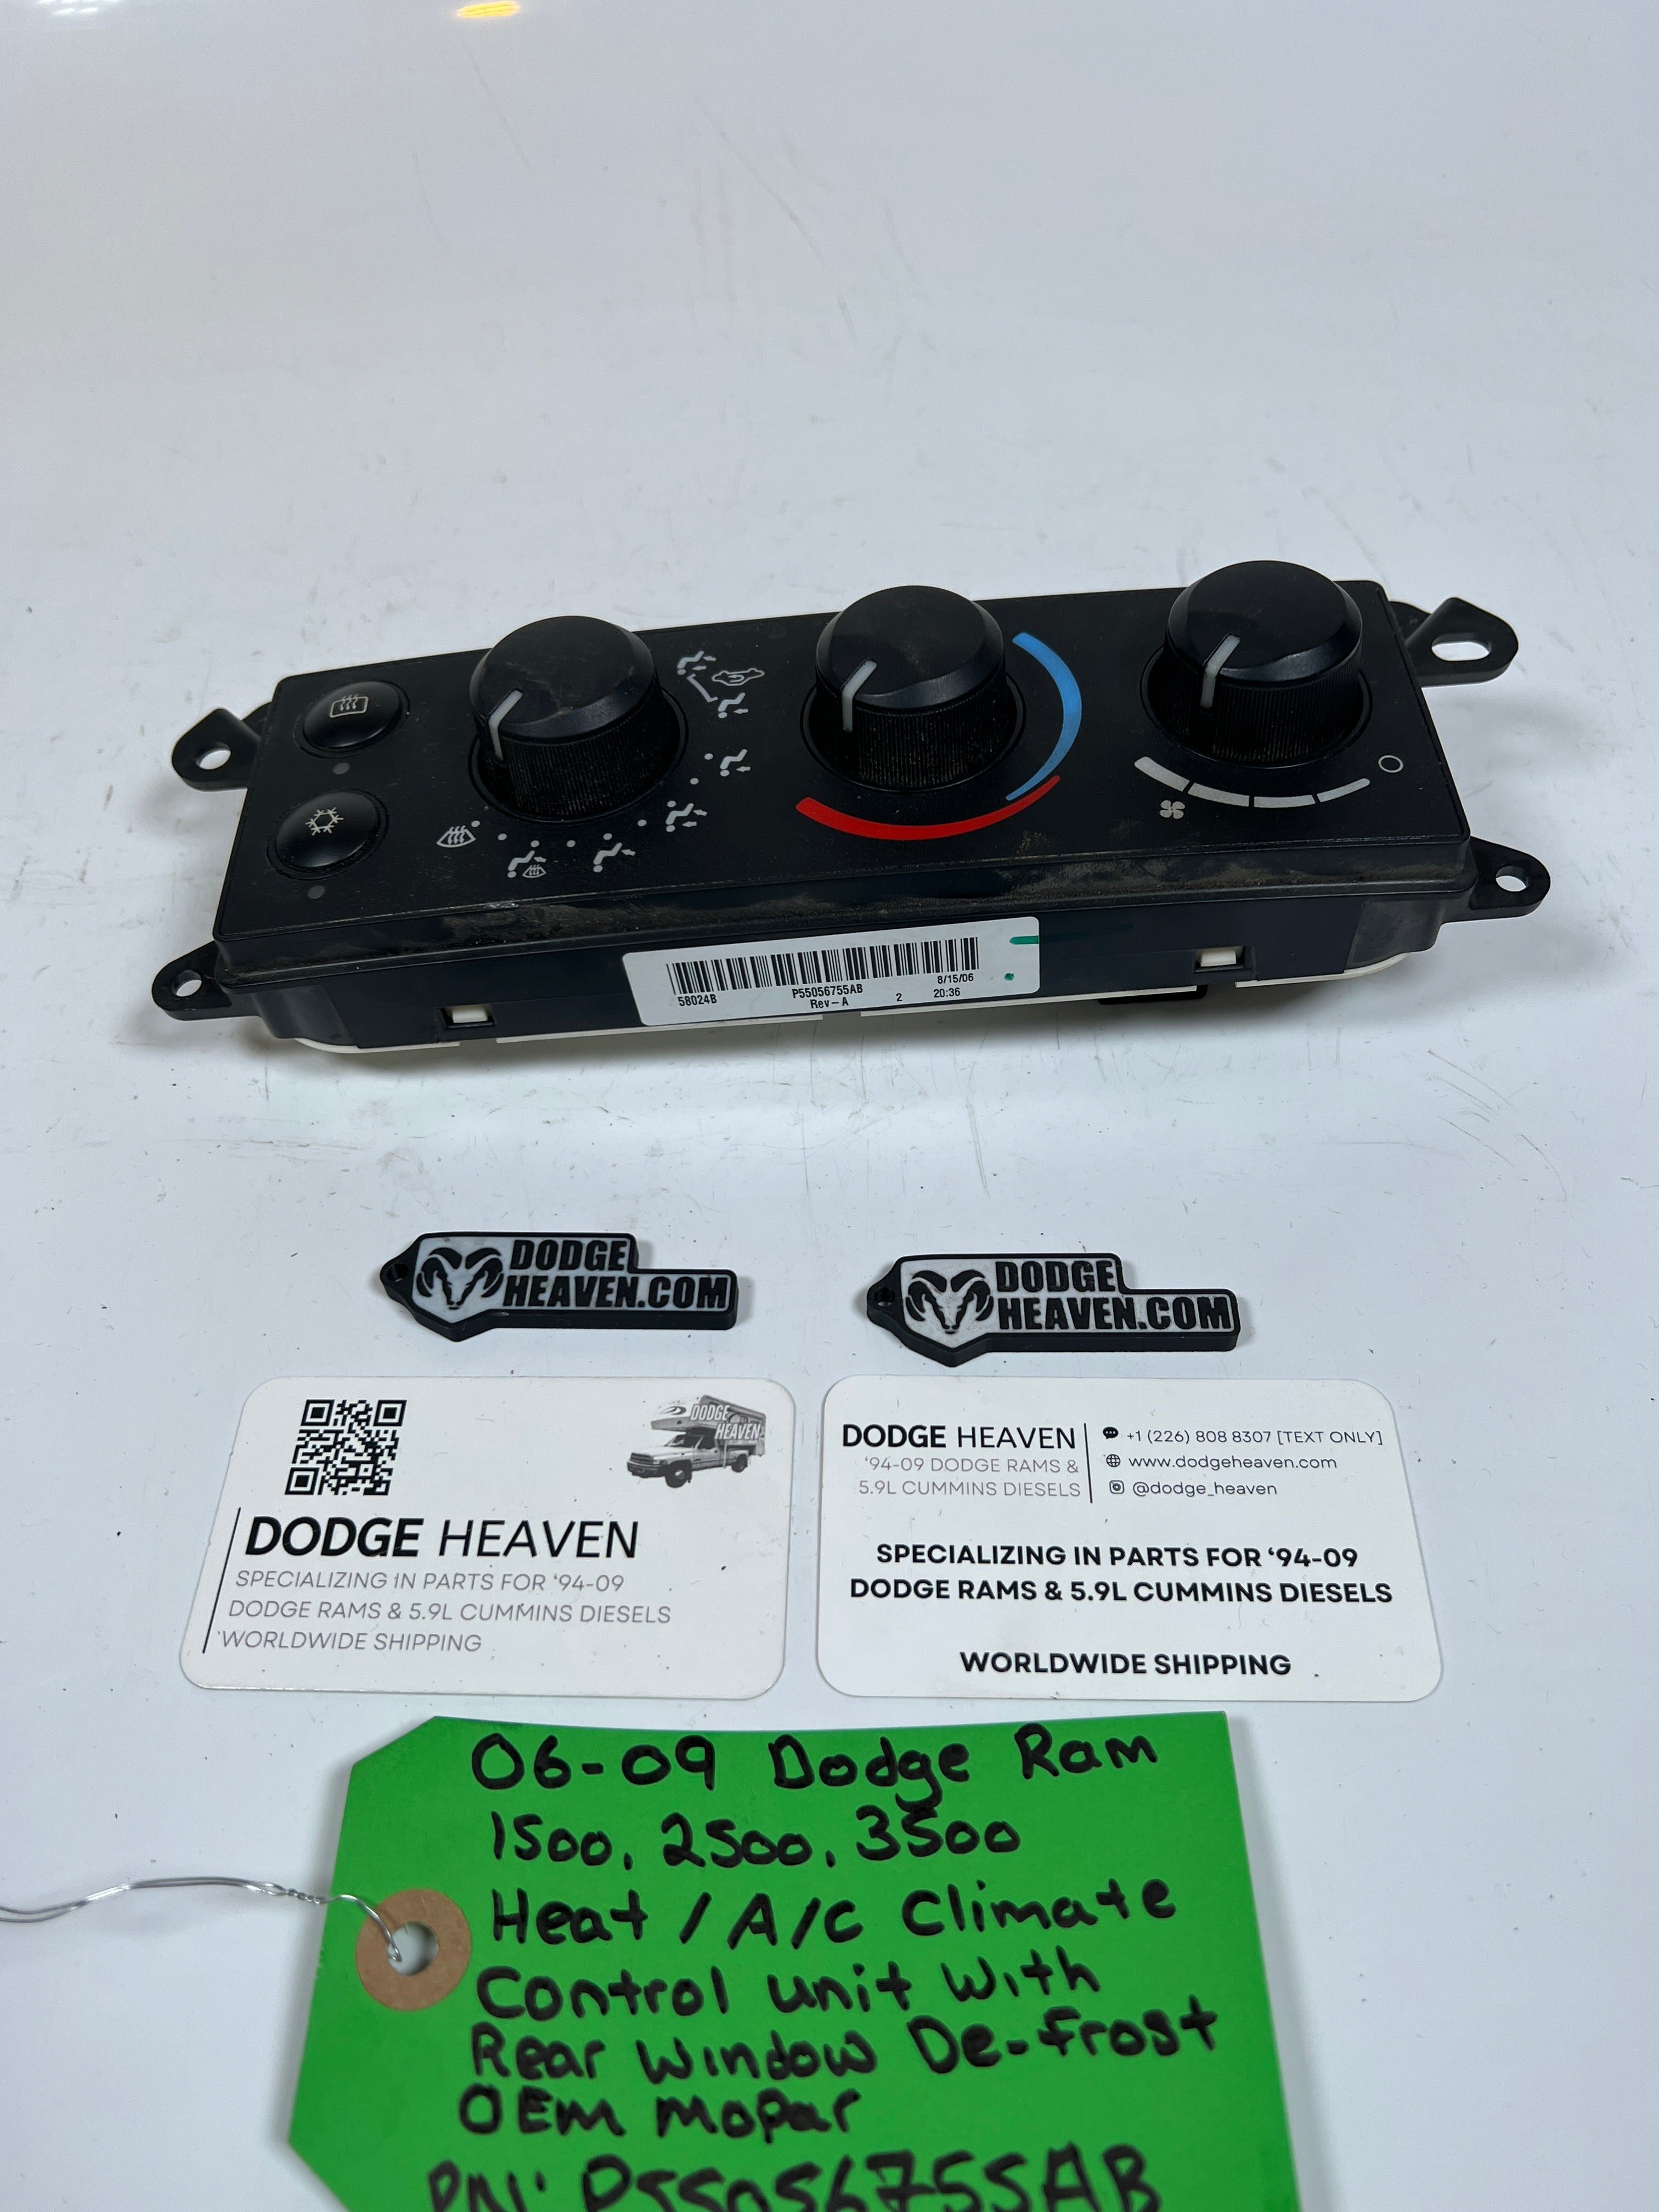 58024B
P55056755AB
Rev-A
2
8/15/06
20:36
DODGE
HEAVEN.COM
DODGE
HEAVEN.COM
DODGE
HEAVEN
DODGE HEAVEN
SPECIALIZING IN PARTS FOR ‘94-09
DODGE RAMS & 5.9L CUMMINS DIESELS
WORLDWIDE SHIPPING
DODGE HEAVEN
‘94-09 DODGE RAMS &
5.9L CUMMINS DIESELS
+1 (226) 808 8307 [TEXT ONLY]
www.dodgeheaven.com
@dodge_heaven
SPECIALIZING IN PARTS FOR ‘94-09
DODGE RAMS & 5.9L CUMMINS DIESELS
WORLDWIDE SHIPPING
06-09 Dodge Ram
1500, 2500, 3500
Heat / A/C Climate
Control unit with
Rear Window De-frost
OEM Mopar
PN: P55056755AB